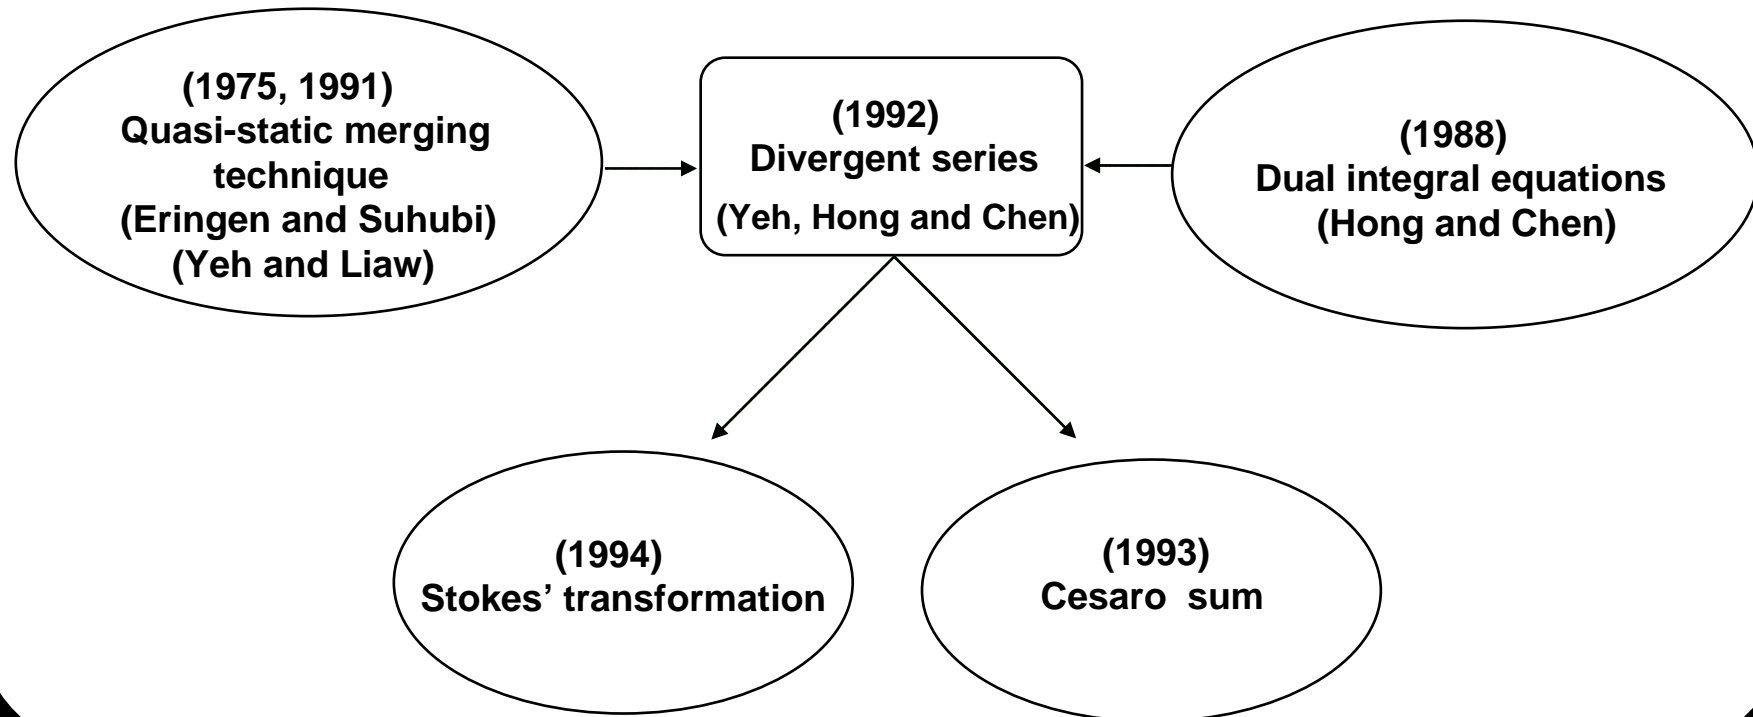 (1975, 1991)
Quasi-static merging
technique
(Eringen and Suhubi)
(Yeh and Liaw)
(1992)
Divergent series
(Yeh, Hong and Chen)
(1988)
Dual integral equations
(Hong and Chen)
(1994)
Stokes’ transformation
(1993)
Cesaro sum